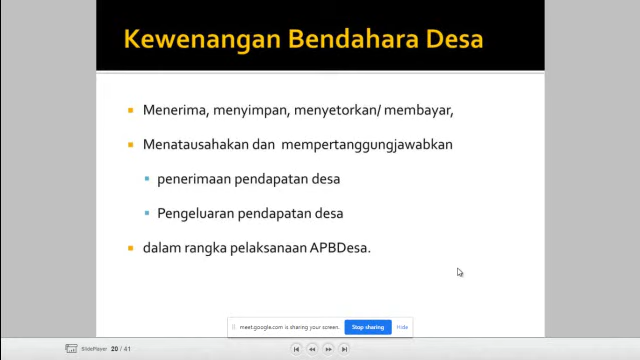 Kewenangan Bendahara Desa
Menerima, menyimpan, menyetorkan/ membayar,
Menatausahakan dan mempertanggungjawabkan
penerimaan pendapatan desa
Pengeluaran pendapatan desa
dalam rangka pelaksanaan APBDesa.
meet.google.com is sharing your screen.
Stop sharing
Hide
SlidePlayer 20 / 41